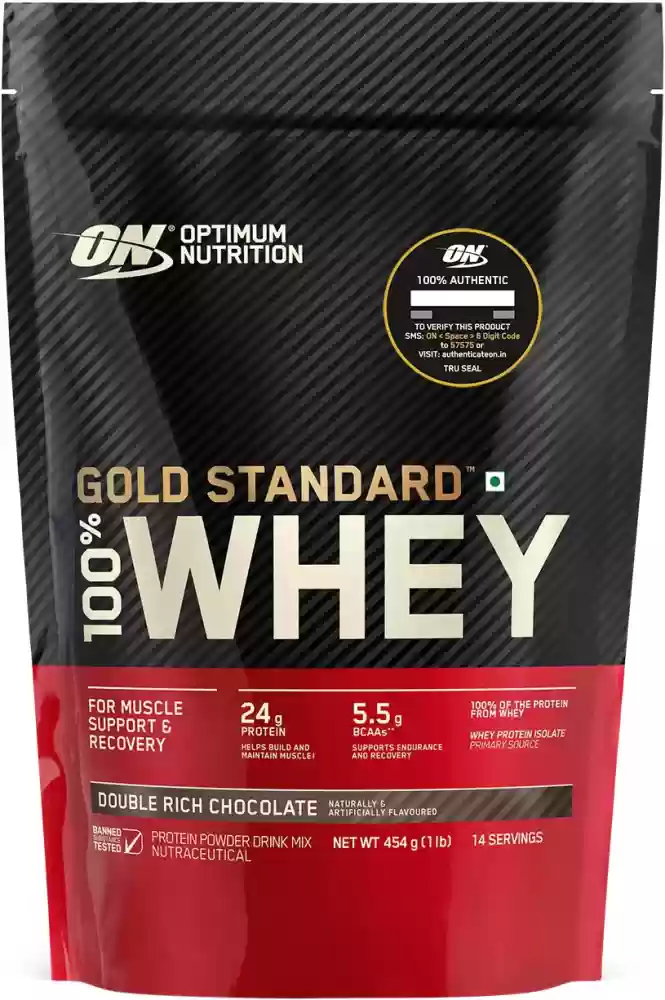 ON® OPTIMUM
NUTRITION
ON
100% AUTHENTIC
TO VERIFY THIS PRODUCT
SMS: ON < Space > 8 Digit Code
to 57575 or
VISIT: authenticateon.in
TRU SEAL
GOLD STANDARD™
100% WHEY
FOR MUSCLE
SUPPORT &
RECOVERY
24 g
PROTEIN
HELPS BUILD AND
MAINTAIN MUSCLE
5.5 g
BCAAs
SUPPORTS ENDURANCE
AND RECOVERY
100% OF THE PROTEIN
FROM WHEY
WHEY PROTEIN ISOLATE
PRIMARY SOURCE
DOUBLE RICH CHOCOLATE
NATURALLY &
ARTIFICIALLY FLAVOURED
BANNED
SUBSTANCE
TESTED
PROTEIN POWDER DRINK MIX
NUTRACEUTICAL
NET WT 454 g (1 lb)
14 SERVINGS